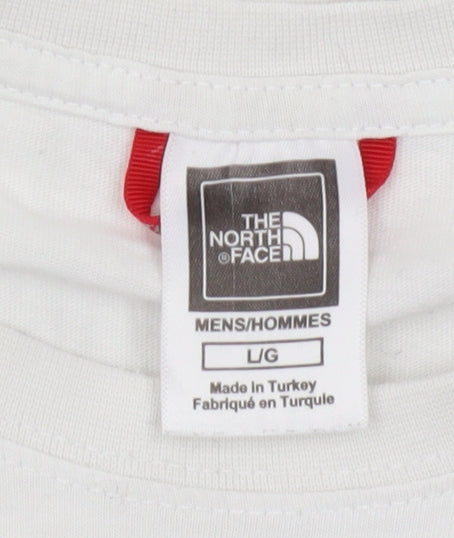 THE
NORTH
®FACE
MENS/HOMMES
L/G
Made in Turkey
Fabriqué en Turquie